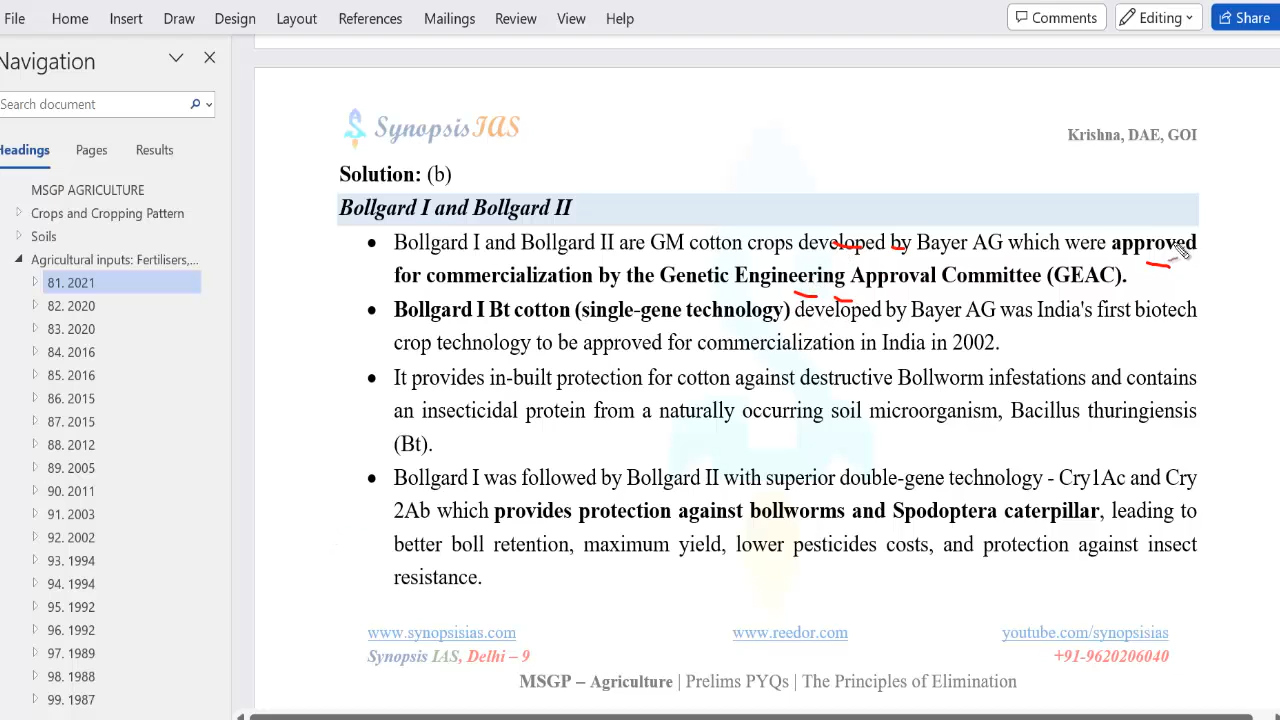 File Home Insert Draw Design Layout References Mailings Review View Help Comments Editing Share
Navigation
Search document
Headings Pages Results
MSGP AGRICULTURE
Crops and Cropping Pattern
Soils
Agricultural inputs: Fertilisers,...
81. 2021
82. 2020
83. 2020
84. 2016
85. 2016
86. 2015
87. 2015
88. 2012
89. 2005
90. 2011
91. 2003
92. 2002
93. 1994
94. 1994
95. 1992
96. 1992
97. 1989
98. 1988
99. 1987
SynopsisIAS
Krishna, DAE, GOI
Solution: (b)
Bollgard I and Bollgard II
• Bollgard I and Bollgard II are GM cotton crops developed by Bayer AG which were approved
for commercialization by the Genetic Engineering Approval Committee (GEAC).
• Bollgard I Bt cotton (single-gene technology) developed by Bayer AG was India's first biotech
crop technology to be approved for commercialization in India in 2002.
• It provides in-built protection for cotton against destructive Bollworm infestations and contains
an insecticidal protein from a naturally occurring soil microorganism, Bacillus thuringiensis
(Bt).
• Bollgard I was followed by Bollgard II with superior double-gene technology - Cry1Ac and Cry
2Ab which provides protection against bollworms and Spodoptera caterpillar, leading to
better boll retention, maximum yield, lower pesticides costs, and protection against insect
resistance.
www.synopsisias.com www.reedor.com youtube.com/synopsisias
Synopsis IAS, Delhi – 9 +91-9620206040
MSGP – Agriculture | Prelims PYQs | The Principles of Elimination